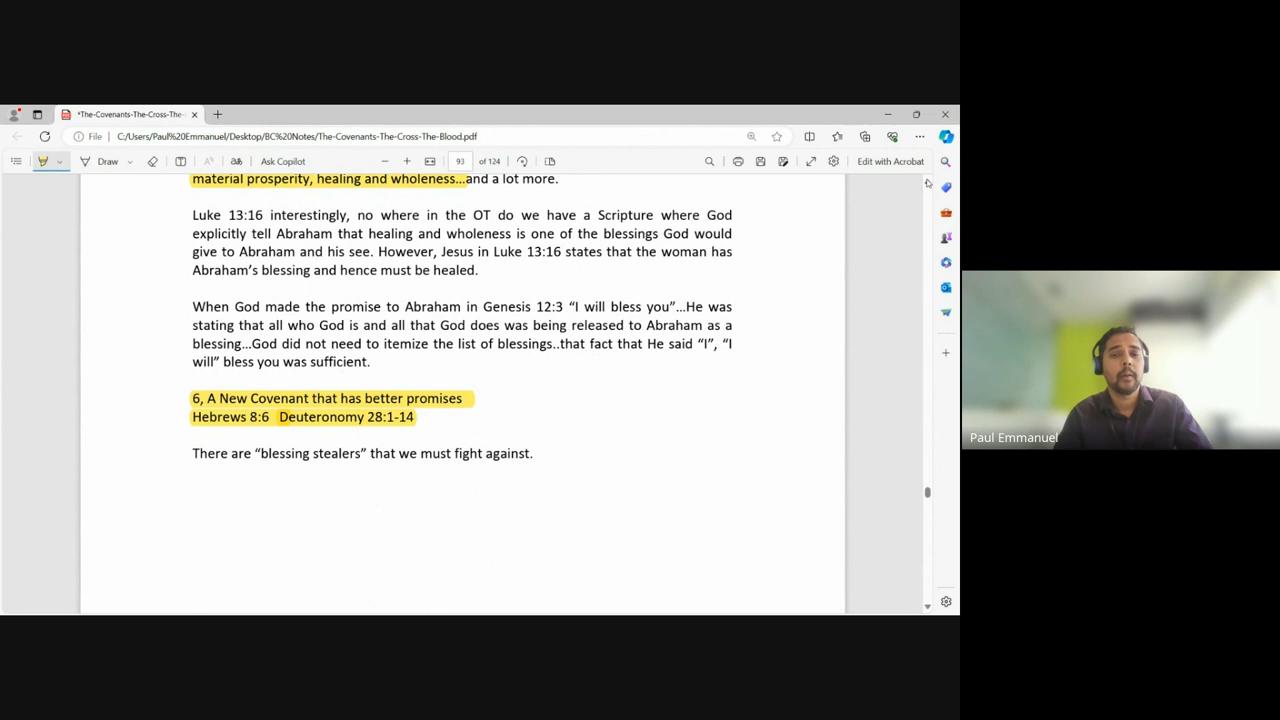 *The-Covenants-The-Cross-The-
File
C:/Users/Paul%20Emmanuel/Desktop/BC%20Notes/The-Covenants-The-Cross-The-Blood.pdf
Draw
Ask Copilot
93 of 124
Edit with Acrobat
material prosperity, healing and wholeness...and a lot more.
Luke 13:16 interestingly, no where in the OT do we have a Scripture where God
explicitly tell Abraham that healing and wholeness is one of the blessings God would
give to Abraham and his see. However, Jesus in Luke 13:16 states that the woman has
Abraham's blessing and hence must be healed.
When God made the promise to Abraham in Genesis 12:3 “I will bless you”...He was
stating that all who God is and all that God does was being released to Abraham as a
blessing...God did not need to itemize the list of blessings..that fact that He said “I”, “I
will” bless you was sufficient.
6, A New Covenant that has better promises
Hebrews 8:6 Deuteronomy 28:1-14
There are “blessing stealers” that we must fight against.
Paul Emmanuel